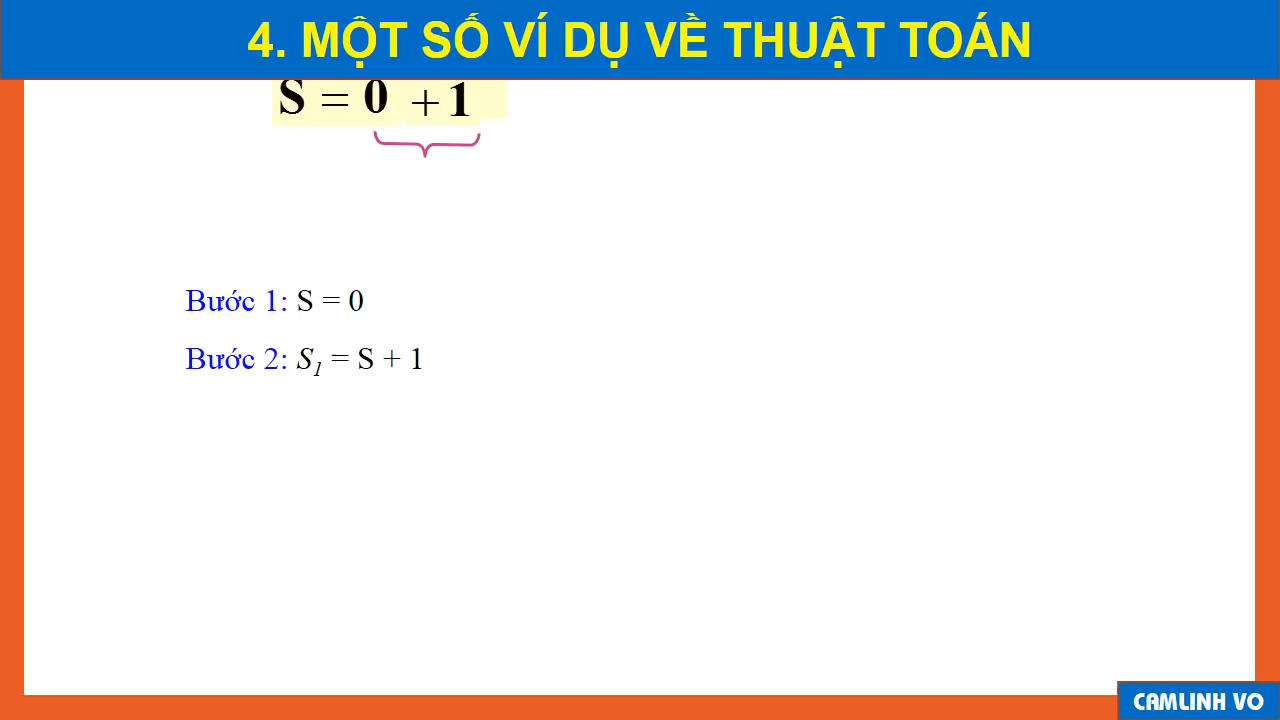 4. MỘT SỐ VÍ DỤ VỀ THUẬT TOÁN
S = 0 + 1
Bước 1: S = 0
Bước 2: S₁ = S + 1
CAMLINH VO